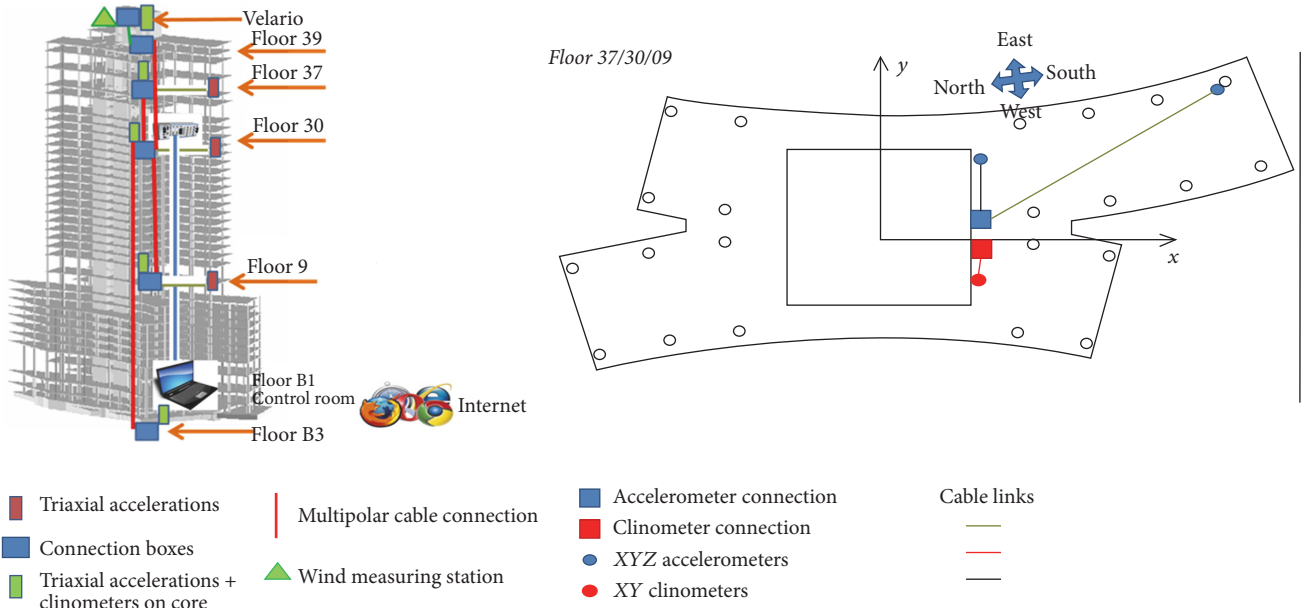 Velario
Floor 39
Floor 37
Floor 30
Floor 9
Floor B1
Control room
Internet
Floor B3
Floor 37/30/09
y
East
North
South
West
x
Triaxial accelerations
Connection boxes
Triaxial accelerations +
clinometers on core
Multipolar cable connection
Wind measuring station
Accelerometer connection
Clinometer connection
XYZ accelerometers
XY clinometers
Cable links